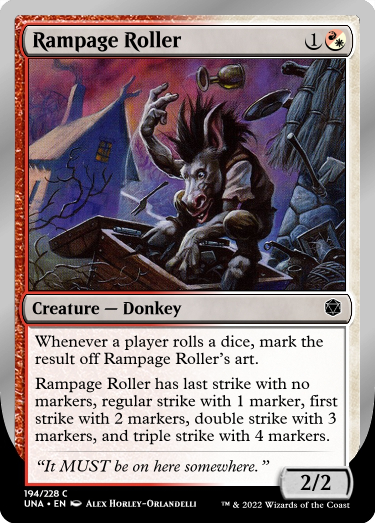 Rampage Roller 1
Creature — Donkey
Whenever a player rolls a dice, mark the
result off Rampage Roller's art.
Rampage Roller has last strike with no
markers, regular strike with 1 marker, first
strike with 2 markers, double strike with 3
markers, and triple strike with 4 markers.
"It MUST be on here somewhere."
2/2
194/228 C
UNA • EN Alex Horley-Orlandelli ™ & © 2022 Wizards of the Coast